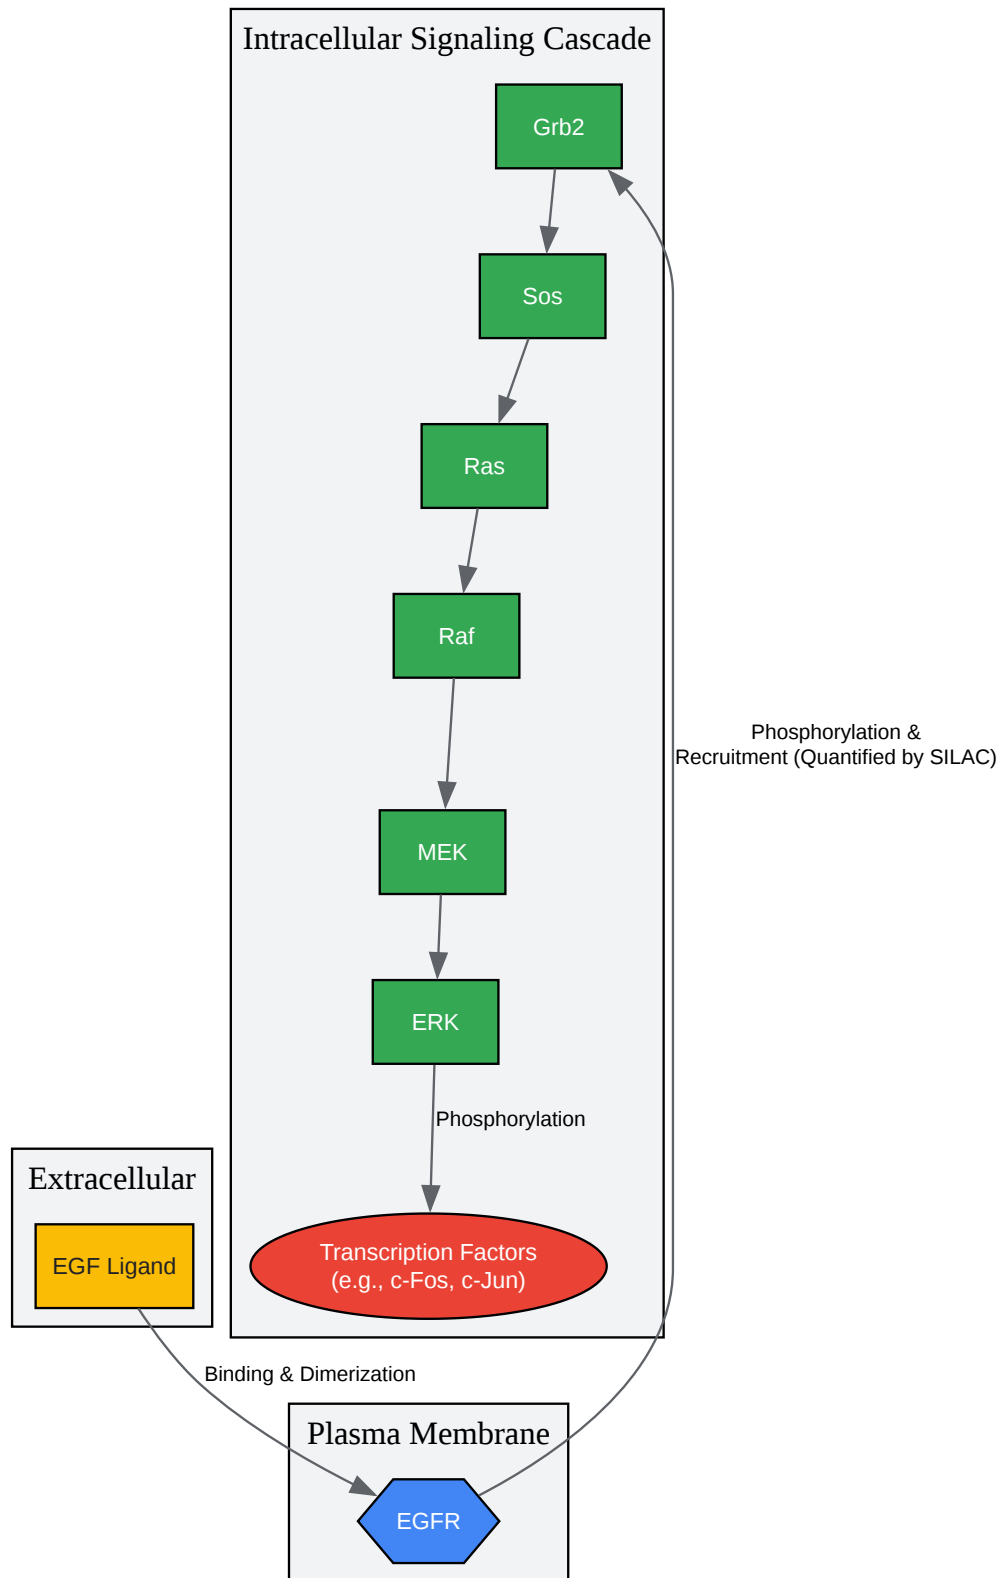 Intracellular Signaling Cascade
Grb2
Sos
Ras
Raf
Phosphorylation &
Recruitment (Quantified by SILAC)
MEK
ERK
Phosphorylation
Extracellular
EGF Ligand
Transcription Factors
(e.g., c-Fos, c-Jun)
Binding & Dimerization
Plasma Membrane
EGFR